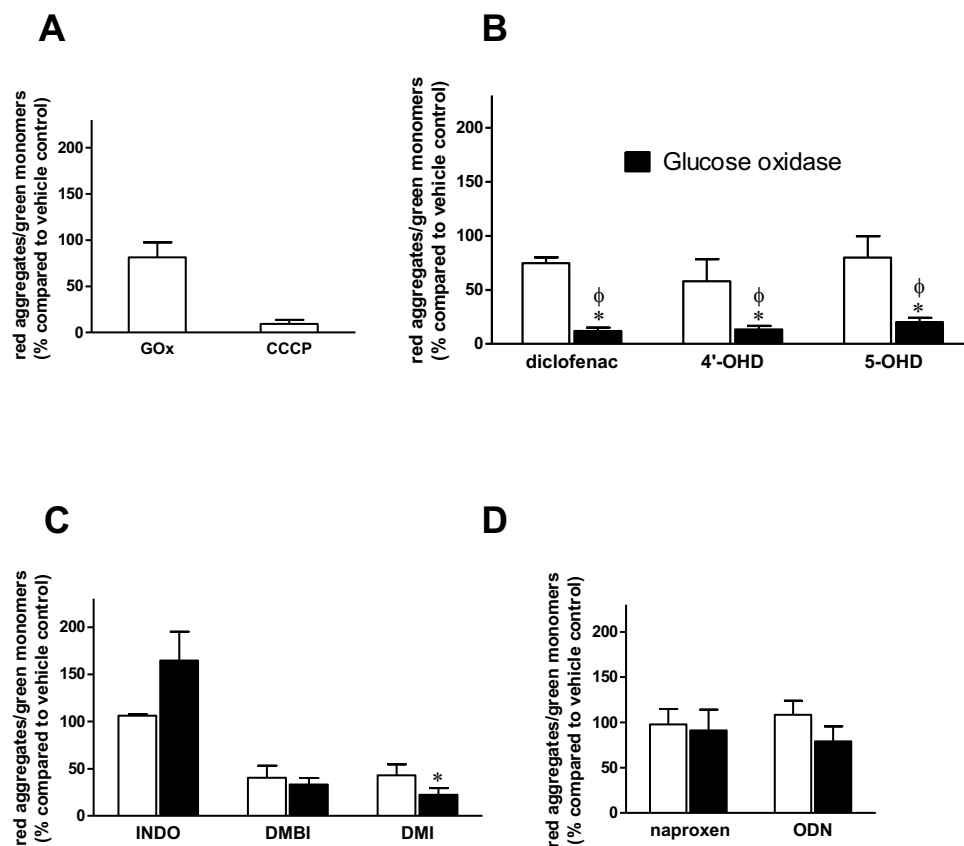 A
red aggregates/green monomers
(% compared to vehicle control)
200
150
100
50
0
GOx
CCCP
B
red aggregates/green monomers
(% compared to vehicle control)
200
150
100
50
0
Glucose oxidase
ϕ
*
ϕ
*
ϕ
*
diclofenac
4'-OHD
5-OHD
C
red aggregates/green monomers
(% compared to vehicle control)
200
150
100
50
0
*
INDO
DMBI
DMI
D
red aggregates/green monomers
(% compared to vehicle control)
200
150
100
50
0
naproxen
ODN